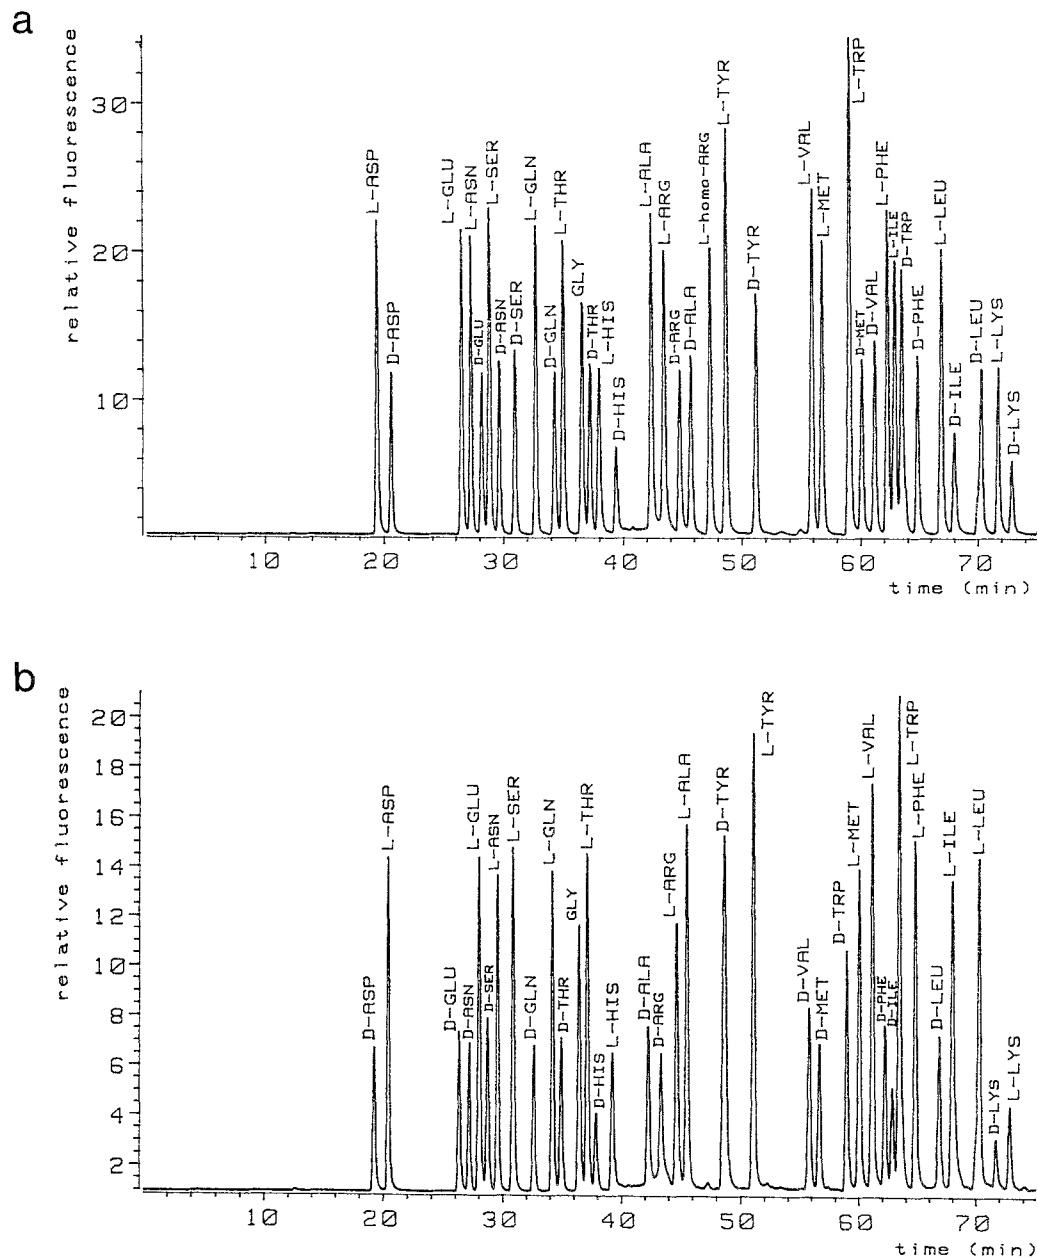 a
relative fluorescence
30
20
10
L-ASP
D-ASP
L-GLU
L-ASN
D-GLU
L-SER
D-ASN
D-SER
L-GLN
D-GLN
L-THR
GLY
D-THR
L-HIS
D-HIS
L-ALA
L-ARG
D-ARG
D-ALA
L-homo-ARG
L-TYR
D-TYR
L-VAL
L-MET
L-TRP
D-MET
D-VAL
L-PHE
L-ILE
D-TRP
D-PHE
L-LEU
D-ILE
D-LEU
L-LYS
D-LYS
10 20 30 40 50 60 70
time (min)
b
relative fluorescence
20
18
16
14
12
10
8
6
4
2
D-ASP
L-ASP
D-GLU
D-ASN
L-GLU
D-SER
L-ASN
L-SER
D-GLN
L-GLN
D-THR
GLY
L-THR
D-HIS
L-HIS
D-ALA
D-ARG
L-ARG
L-ALA
D-TYR
L-TYR
D-VAL
D-MET
D-TRP
L-MET
L-VAL
D-PHE
D-ILE
L-PHE
L-TRP
D-LEU
L-ILE
L-LEU
D-LYS
L-LYS
10 20 30 40 50 60 70
time (min)